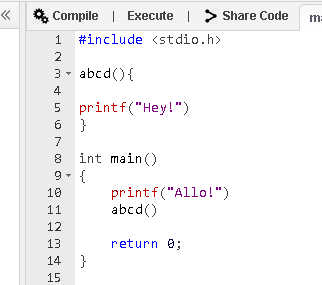 Compile | Execute | > Share Code ma
1 #include <stdio.h>
2
3 abcd(){
4
5 printf("Hey!")
6 }
7
8 int main()
9 {
10     printf("Allo!")
11     abcd()
12
13     return 0;
14 }
15